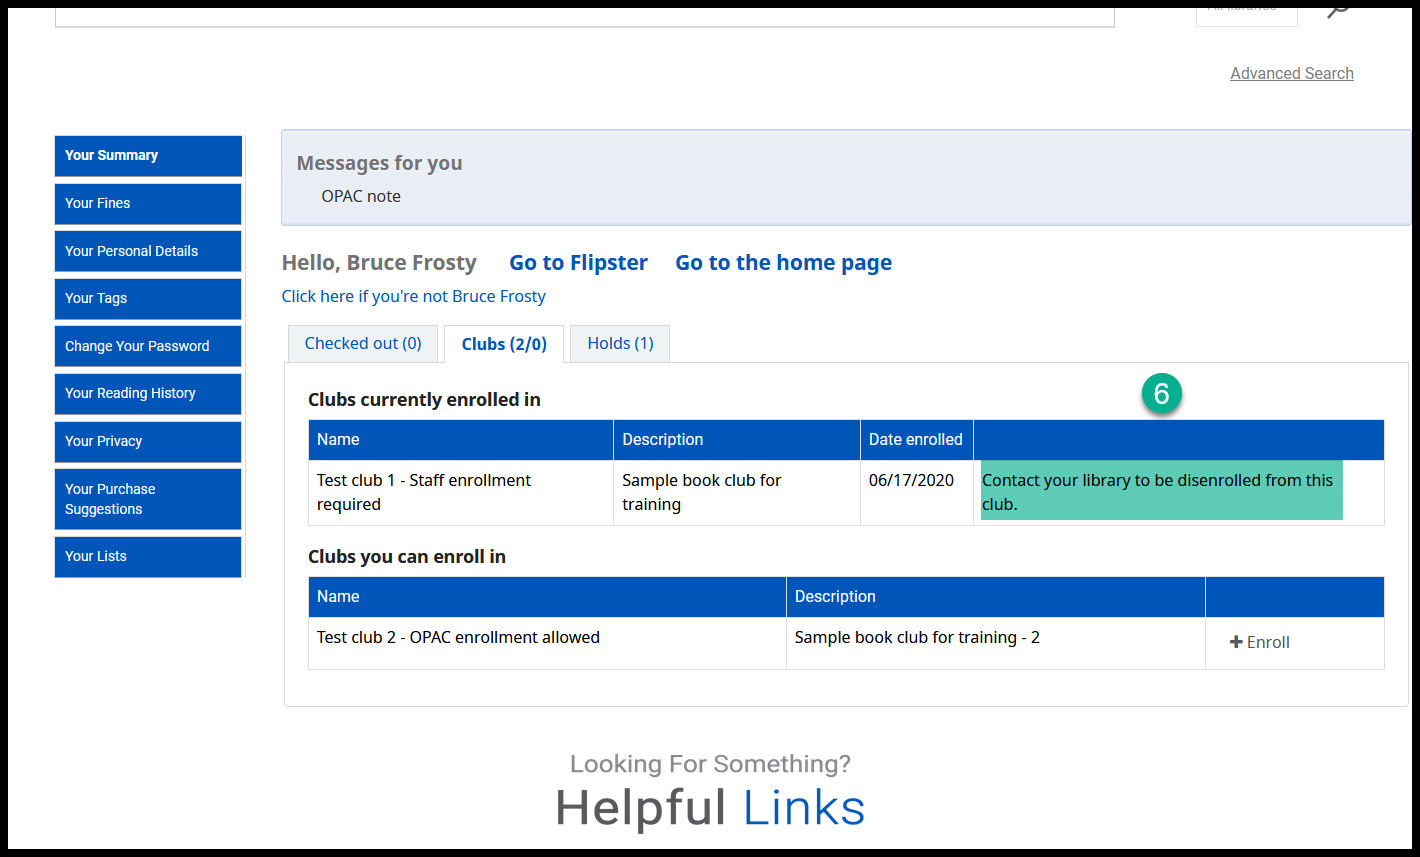 Advanced Search
Your Summary
Your Fines
Your Personal Details
Your Tags
Change Your Password
Your Reading History
Your Privacy
Your Purchase
Suggestions
Your Lists
Messages for you
OPAC note
Hello, Bruce Frosty Go to Flipster Go to the home page
Click here if you're not Bruce Frosty
Checked out (0) Clubs (2/0) Holds (1)
Clubs currently enrolled in
6
Name Description Date enrolled
Test club 1 - Staff enrollment
required
Sample book club for
training
06/17/2020
Contact your library to be disenrolled from this
club.
Clubs you can enroll in
Name Description
Test club 2 - OPAC enrollment allowed Sample book club for training - 2 Enroll
Looking For Something?
Helpful Links